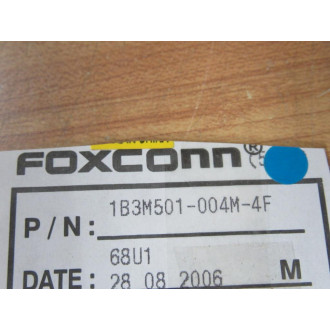 FOXCONN®
P/N: 1B3M501-004M-4F
68U1
DATE: 28 08 2006 M